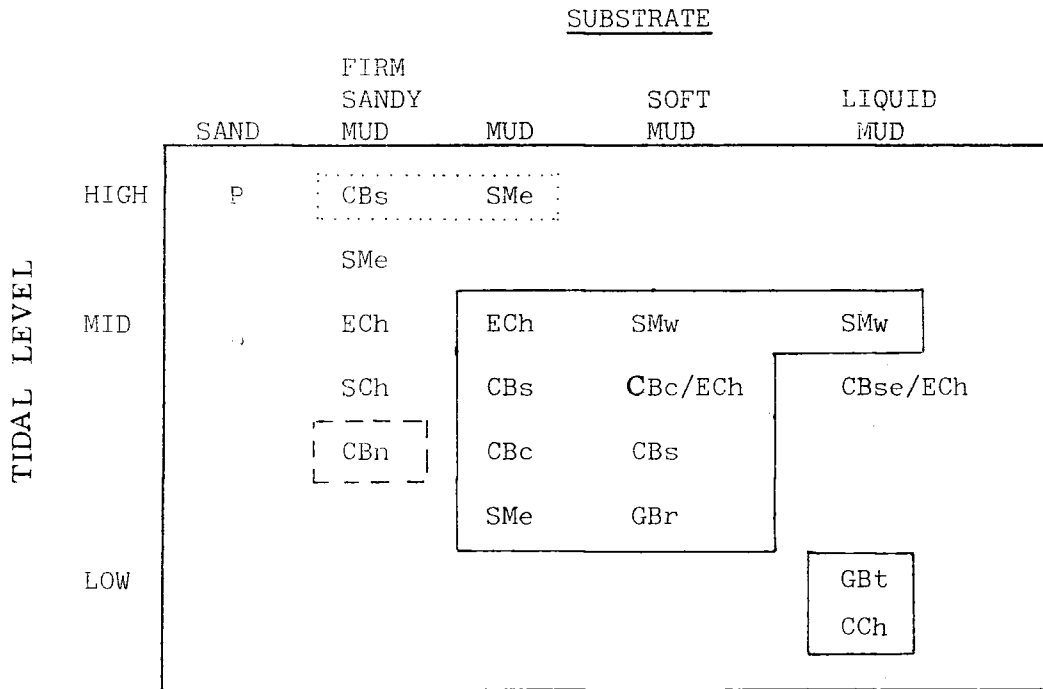 SUBSTRATE
FIRM
SANDY SOFT LIQUID
SAND MUD MUD MUD MUD
HIGH P CBs SMe
SMe
MID ECh ECh SMw SMw
SCh CBs CBc/ECh CBse/ECh
CBn CBc CBs
SMe GBr
LOW GBt
CCh
TIDAL LEVEL